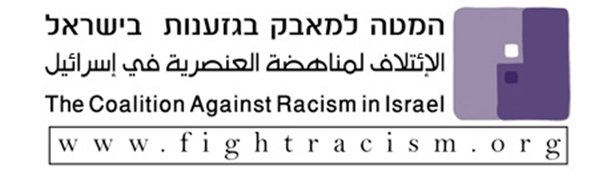 המטה למאבק בגזענות בישראל
الإئتلاف لمناهضة العنصرية في إسرائيل
The Coalition Against Racism in Israel
www.fightracism.org